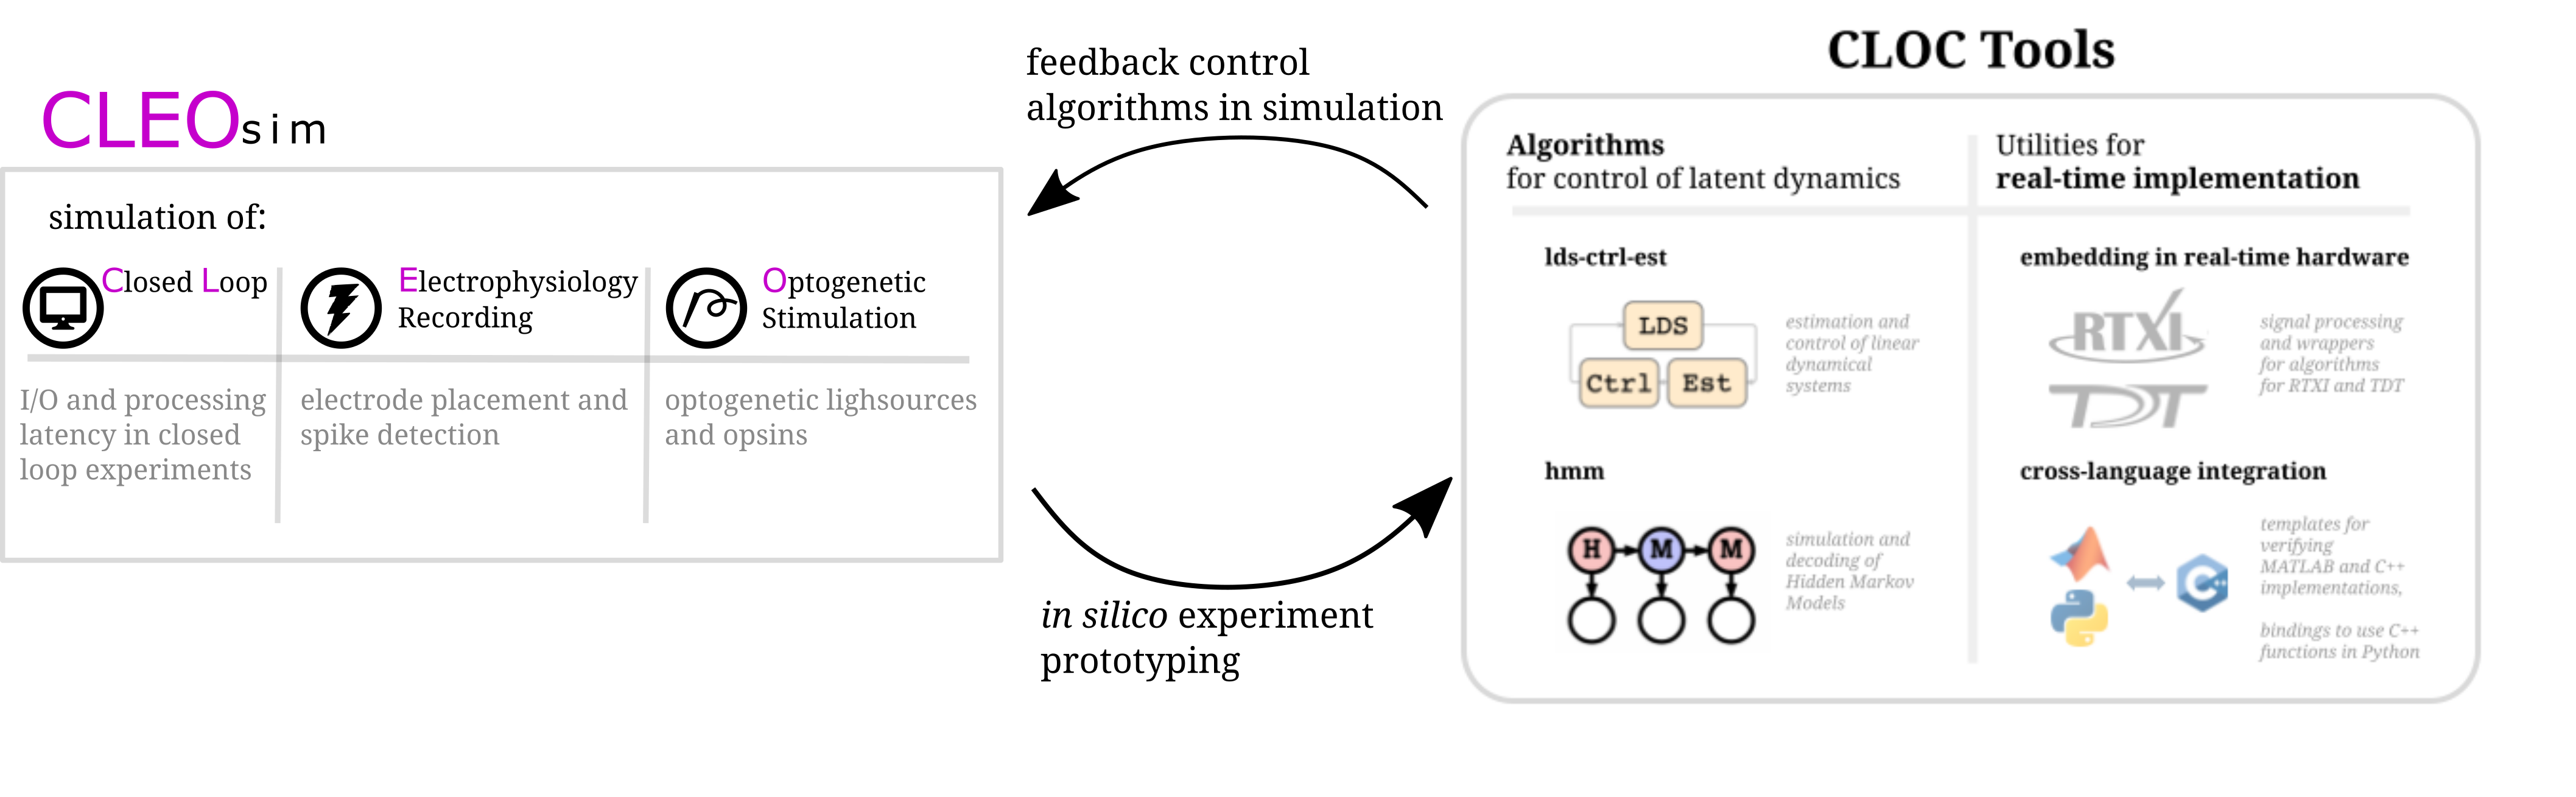 CLEOsim
simulation of:
Closed Loop
I/O and processing
latency in closed
loop experiments
Electrophysiology
Recording
electrode placement and
spike detection
Optogenetic
Stimulation
optogenetic lighsources
and opsins
feedback control
algorithms in simulation
in silico experiment
prototyping
CLOC Tools
Algorithms
for control of latent dynamics
lds-ctrl-est
LDS
Ctrl
Est
estimation and
control of linear
dynamical
systems
hmm
H
M
M
simulation and
decoding of
Hidden Markov
Models
Utilities for
real-time implementation
embedding in real-time hardware
RTXI
TDT
signal processing
and wrappers
for algorithms
for RTXI and TDT
cross-language integration
C
templates for
verifying
MATLAB and C++
implementations,
bindings to use C++
functions in Python